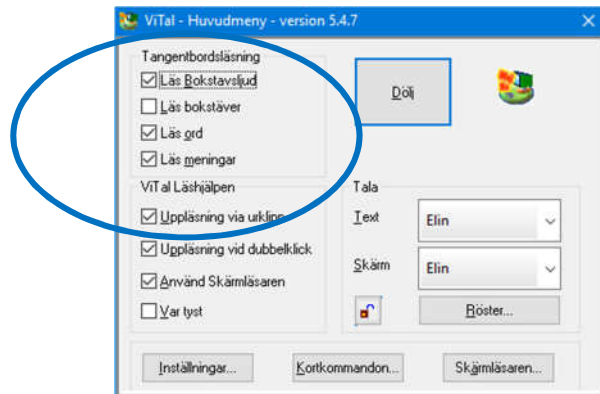 ViTal - Huvudmeny - version 5.4.7
Tangentbordsläsning
Läs Bokstavsljud
Läs bokstäver
Läs ord
Läs meningar
Dölj
ViTal Läshjälpen
Uppläsning via urklipp
Uppläsning vid dubbelklick
Använd Skärmläsaren
Var tyst
Tala
Text
Elin
Skärm
Elin
Röster...
Inställningar...
Kortkommandon...
Skärmläsaren...